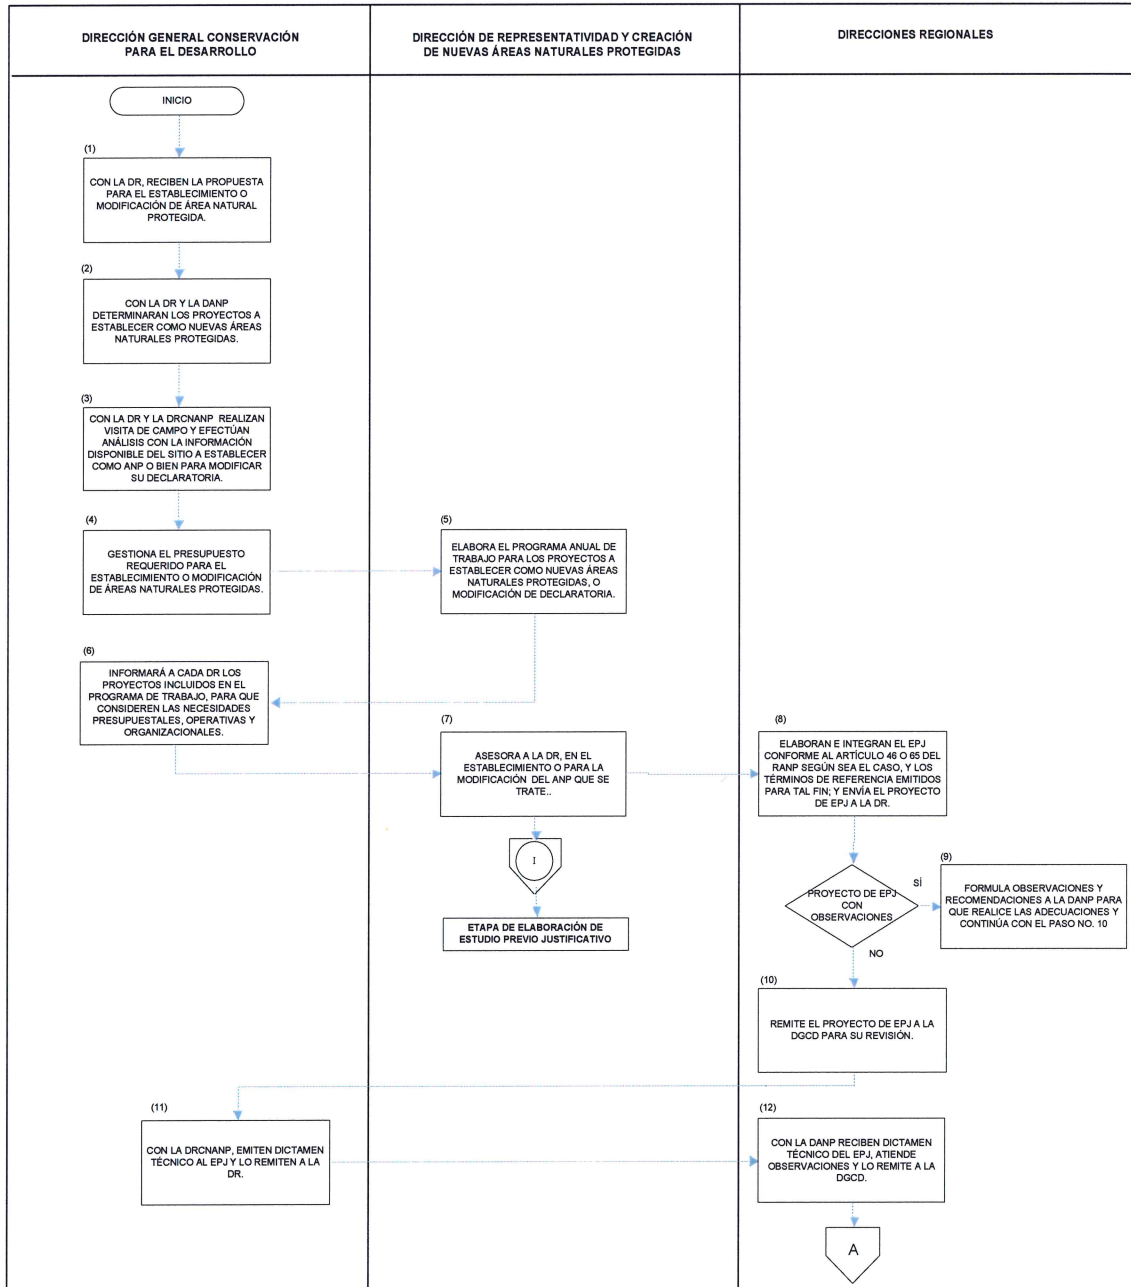 DIRECCIÓN GENERAL CONSERVACIÓN
PARA EL DESARROLLO
DIRECCIÓN DE REPRESENTATIVIDAD Y CREACIÓN
DE NUEVAS ÁREAS NATURALES PROTEGIDAS
DIRECCIONES REGIONALES
INICIO
(1)
CON LA DR, RECIBEN LA PROPUESTA
PARA EL ESTABLECIMIENTO O
MODIFICACIÓN DE ÁREA NATURAL
PROTEGIDA.
(2)
CON LA DR Y LA DANP
DETERMINARAN LOS PROYECTOS A
ESTABLECER COMO NUEVAS ÁREAS
NATURALES PROTEGIDAS.
(3)
CON LA DR Y LA DRCNANP REALIZAN
VISITA DE CAMPO Y EFECTÚAN
ANÁLISIS CON LA INFORMACIÓN
DISPONIBLE DEL SITIO A ESTABLECER
COMO ANP O BIEN PARA MODIFICAR
SU DECLARATORIA.
(4)
GESTIONA EL PRESUPUESTO
REQUERIDO PARA EL
ESTABLECIMIENTO O MODIFICACIÓN
DE ÁREAS NATURALES PROTEGIDAS.
(5)
ELABORA EL PROGRAMA ANUAL DE
TRABAJO PARA LOS PROYECTOS A
ESTABLECER COMO NUEVAS ÁREAS
NATURALES PROTEGIDAS, O
MODIFICACIÓN DE DECLARATORIA.
(6)
INFORMARÁ A CADA DR LOS
PROYECTOS INCLUIDOS EN EL
PROGRAMA DE TRABAJO, PARA QUE
CONSIDEREN LAS NECESIDADES
PRESUPUESTALES, OPERATIVAS Y
ORGANIZACIONALES.
(7)
ASESORA A LA DR, EN EL
ESTABLECIMIENTO O PARA LA
MODIFICACIÓN DEL ANP QUE SE
TRATE..
I
ETAPA DE ELABORACIÓN DE
ESTUDIO PREVIO JUSTIFICATIVO
(8)
ELABORAN E INTEGRAN EL EPJ
CONFORME AL ARTÍCULO 46 O 65 DEL
RANP SEGÚN SEA EL CASO, Y LOS
TÉRMINOS DE REFERENCIA EMITIDOS
PARA TAL FIN; Y ENVÍA EL PROYECTO
DE EPJ A LA DR.
PROYECTO DE EPJ
CON
OBSERVACIONES
SÍ
(9)
FORMULA OBSERVACIONES Y
RECOMENDACIONES A LA DANP PARA
QUE REALICE LAS ADECUACIONES Y
CONTINÚA CON EL PASO NO. 10
NO
(10)
REMITE EL PROYECTO DE EPJ A LA
DGCD PARA SU REVISIÓN.
(11)
CON LA DRCNANP, EMITEN DICTAMEN
TÉCNICO AL EPJ Y LO REMITEN A LA
DR.
(12)
CON LA DANP RECIBEN DICTAMEN
TÉCNICO DEL EPJ, ATIENDE
OBSERVACIONES Y LO REMITE A LA
DGCD.
A